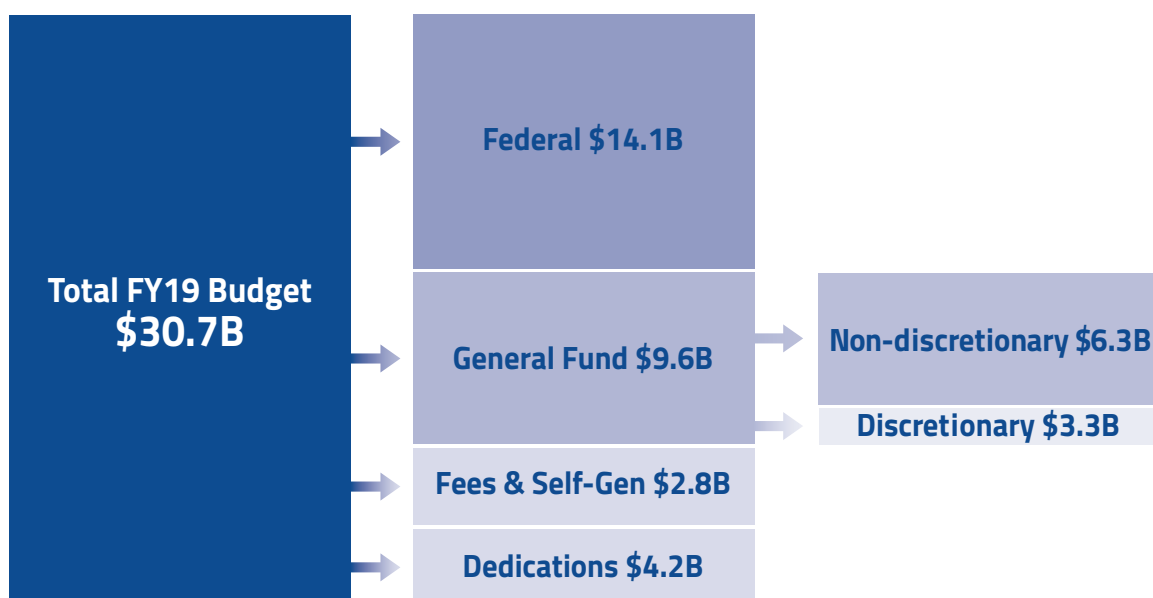 Total FY19 Budget
$30.7B
Federal $14.1B
General Fund $9.6B
Fees & Self-Gen $2.8B
Dedications $4.2B
Non-discretionary $6.3B
Discretionary $3.3B